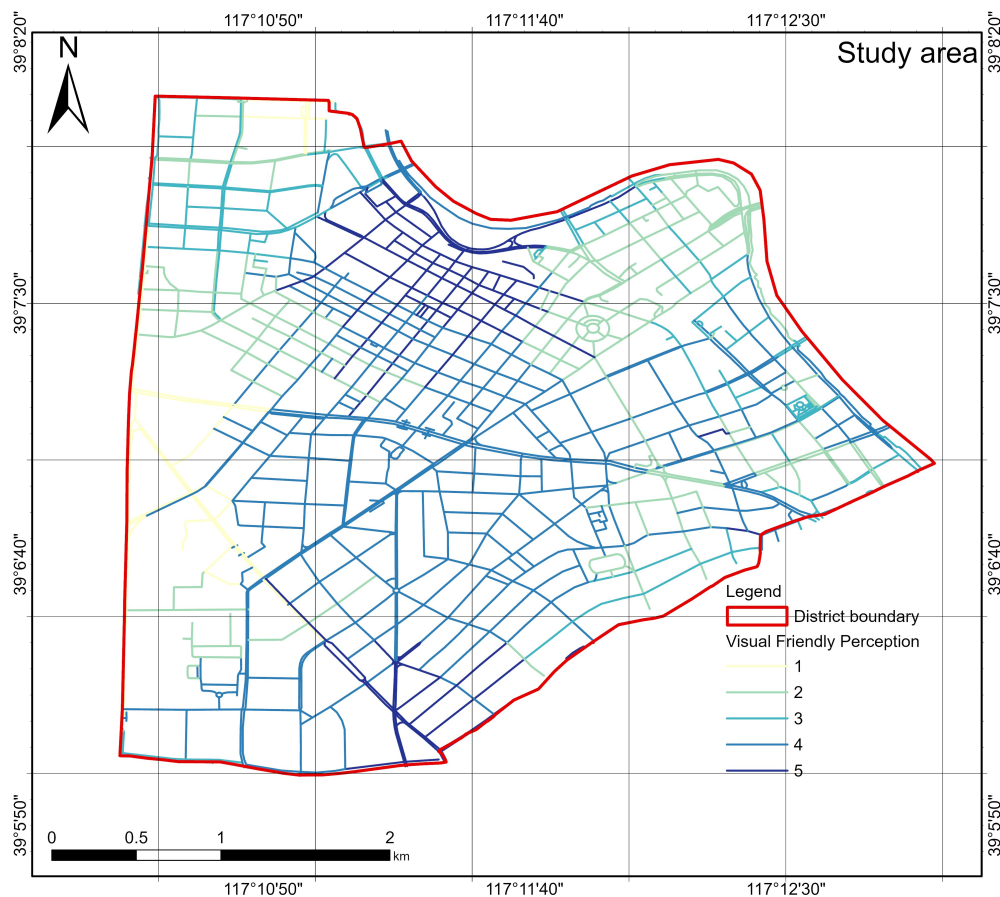 117°10'50" 117°11'40" 117°12'30"
39°8'20" 39°8'20"
N
Study area
39°7'30" 39°7'30"
39°6'40" 39°6'40"
Legend
District boundary
Visual Friendly Perception
1
2
3
4
5
39°5'50" 39°5'50"
0 0.5 1 2
km
117°10'50" 117°11'40" 117°12'30"